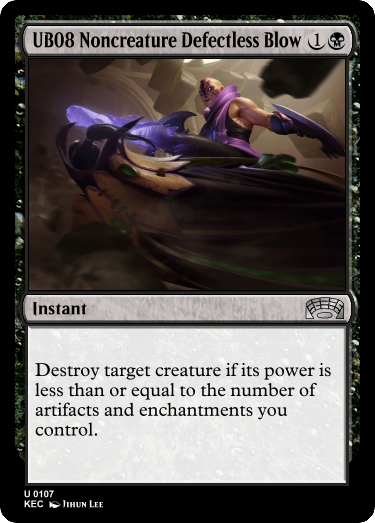 UB08 Noncreature Defectless Blow 1
Instant
Destroy target creature if its power is
less than or equal to the number of
artifacts and enchantments you
control.
U 0107
KEC Jihun Lee